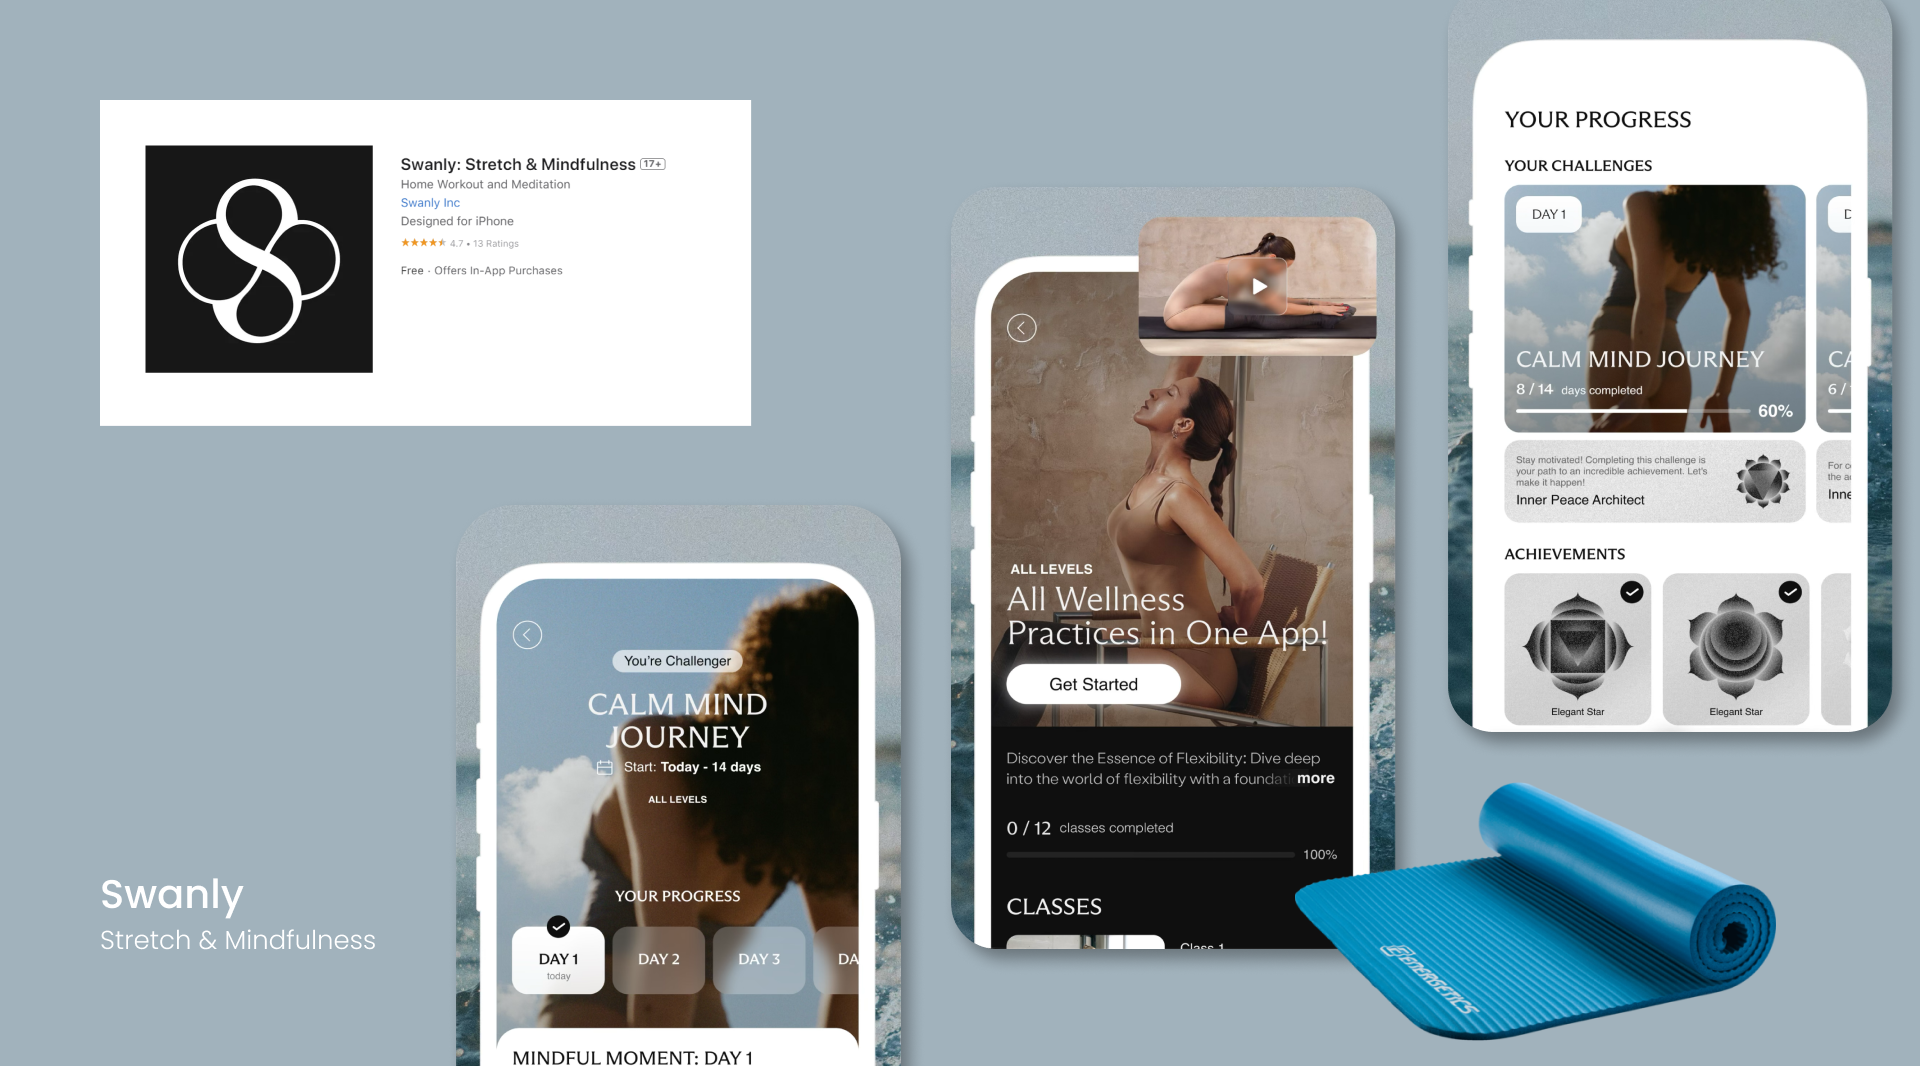 Swanly: Stretch & Mindfulness 17+
Home Workout and Meditation
Swanly Inc
Designed for iPhone
4.7 • 13 Ratings
Free · Offers In-App Purchases
Swanly
Stretch & Mindfulness
You're Challenger
CALM MIND
JOURNEY
Start: Today - 14 days
ALL LEVELS
YOUR PROGRESS
DAY 1
today
DAY 2
DAY 3
DA
MINDFUL MOMENT: DAY 1
ALL LEVELS
All Wellness
Practices in One App!
Get Started
Discover the Essence of Flexibility: Dive deep
into the world of flexibility with a foundati more
0 / 12 classes completed
100%
CLASSES
Class 1
YOUR PROGRESS
YOUR CHALLENGES
DAY 1
CALM MIND JOURNEY
8 / 14 days completed
60%
D
CA
6 /
Stay motivated! Completing this challenge is
your path to an incredible achievement. Let's
make it happen!
Inner Peace Architect
For c
the a
Inne
ACHIEVEMENTS
Elegant Star
Elegant Star
ENERGETICS